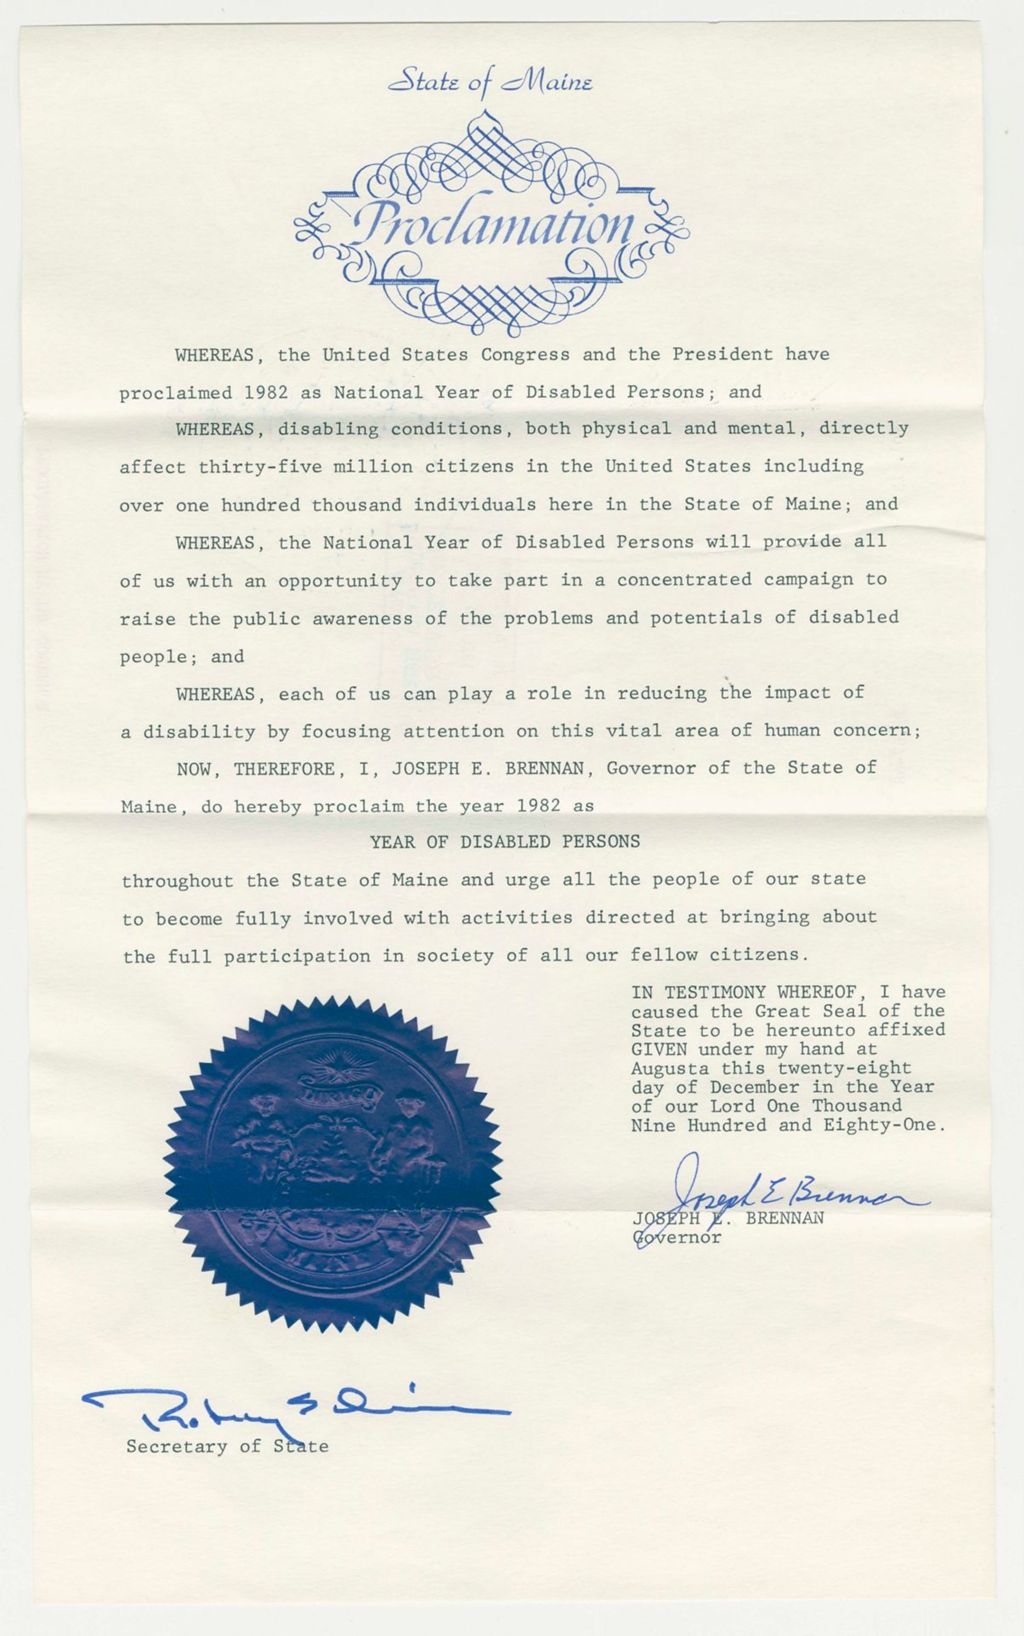 State of Maine
Proclamation
WHEREAS, the United States Congress and the President have
proclaimed 1982 as National Year of Disabled Persons; and
WHEREAS, disabling conditions, both physical and mental, directly
affect thirty-five million citizens in the United States including
over one hundred thousand individuals here in the State of Maine; and
WHEREAS, the National Year of Disabled Persons will provide all
of us with an opportunity to take part in a concentrated campaign to
raise the public awareness of the problems and potentials of disabled
people; and
WHEREAS, each of us can play a role in reducing the impact of
a disability by focusing attention on this vital area of human concern;
NOW, THEREFORE, I, JOSEPH E. BRENNAN, Governor of the State of
Maine, do hereby proclaim the year 1982 as
YEAR OF DISABLED PERSONS
throughout the State of Maine and urge all the people of our state
to become fully involved with activities directed at bringing about
the full participation in society of all our fellow citizens.
IN TESTIMONY WHEREOF, I have
caused the Great Seal of the
State to be hereunto affixed
GIVEN under my hand at
Augusta this twenty-eight
day of December in the Year
of our Lord One Thousand
Nine Hundred and Eighty-One.
Joseph E Brennan
JOSEPH E. BRENNAN
Governor
DIRIGO
MAINE
Secretary of State